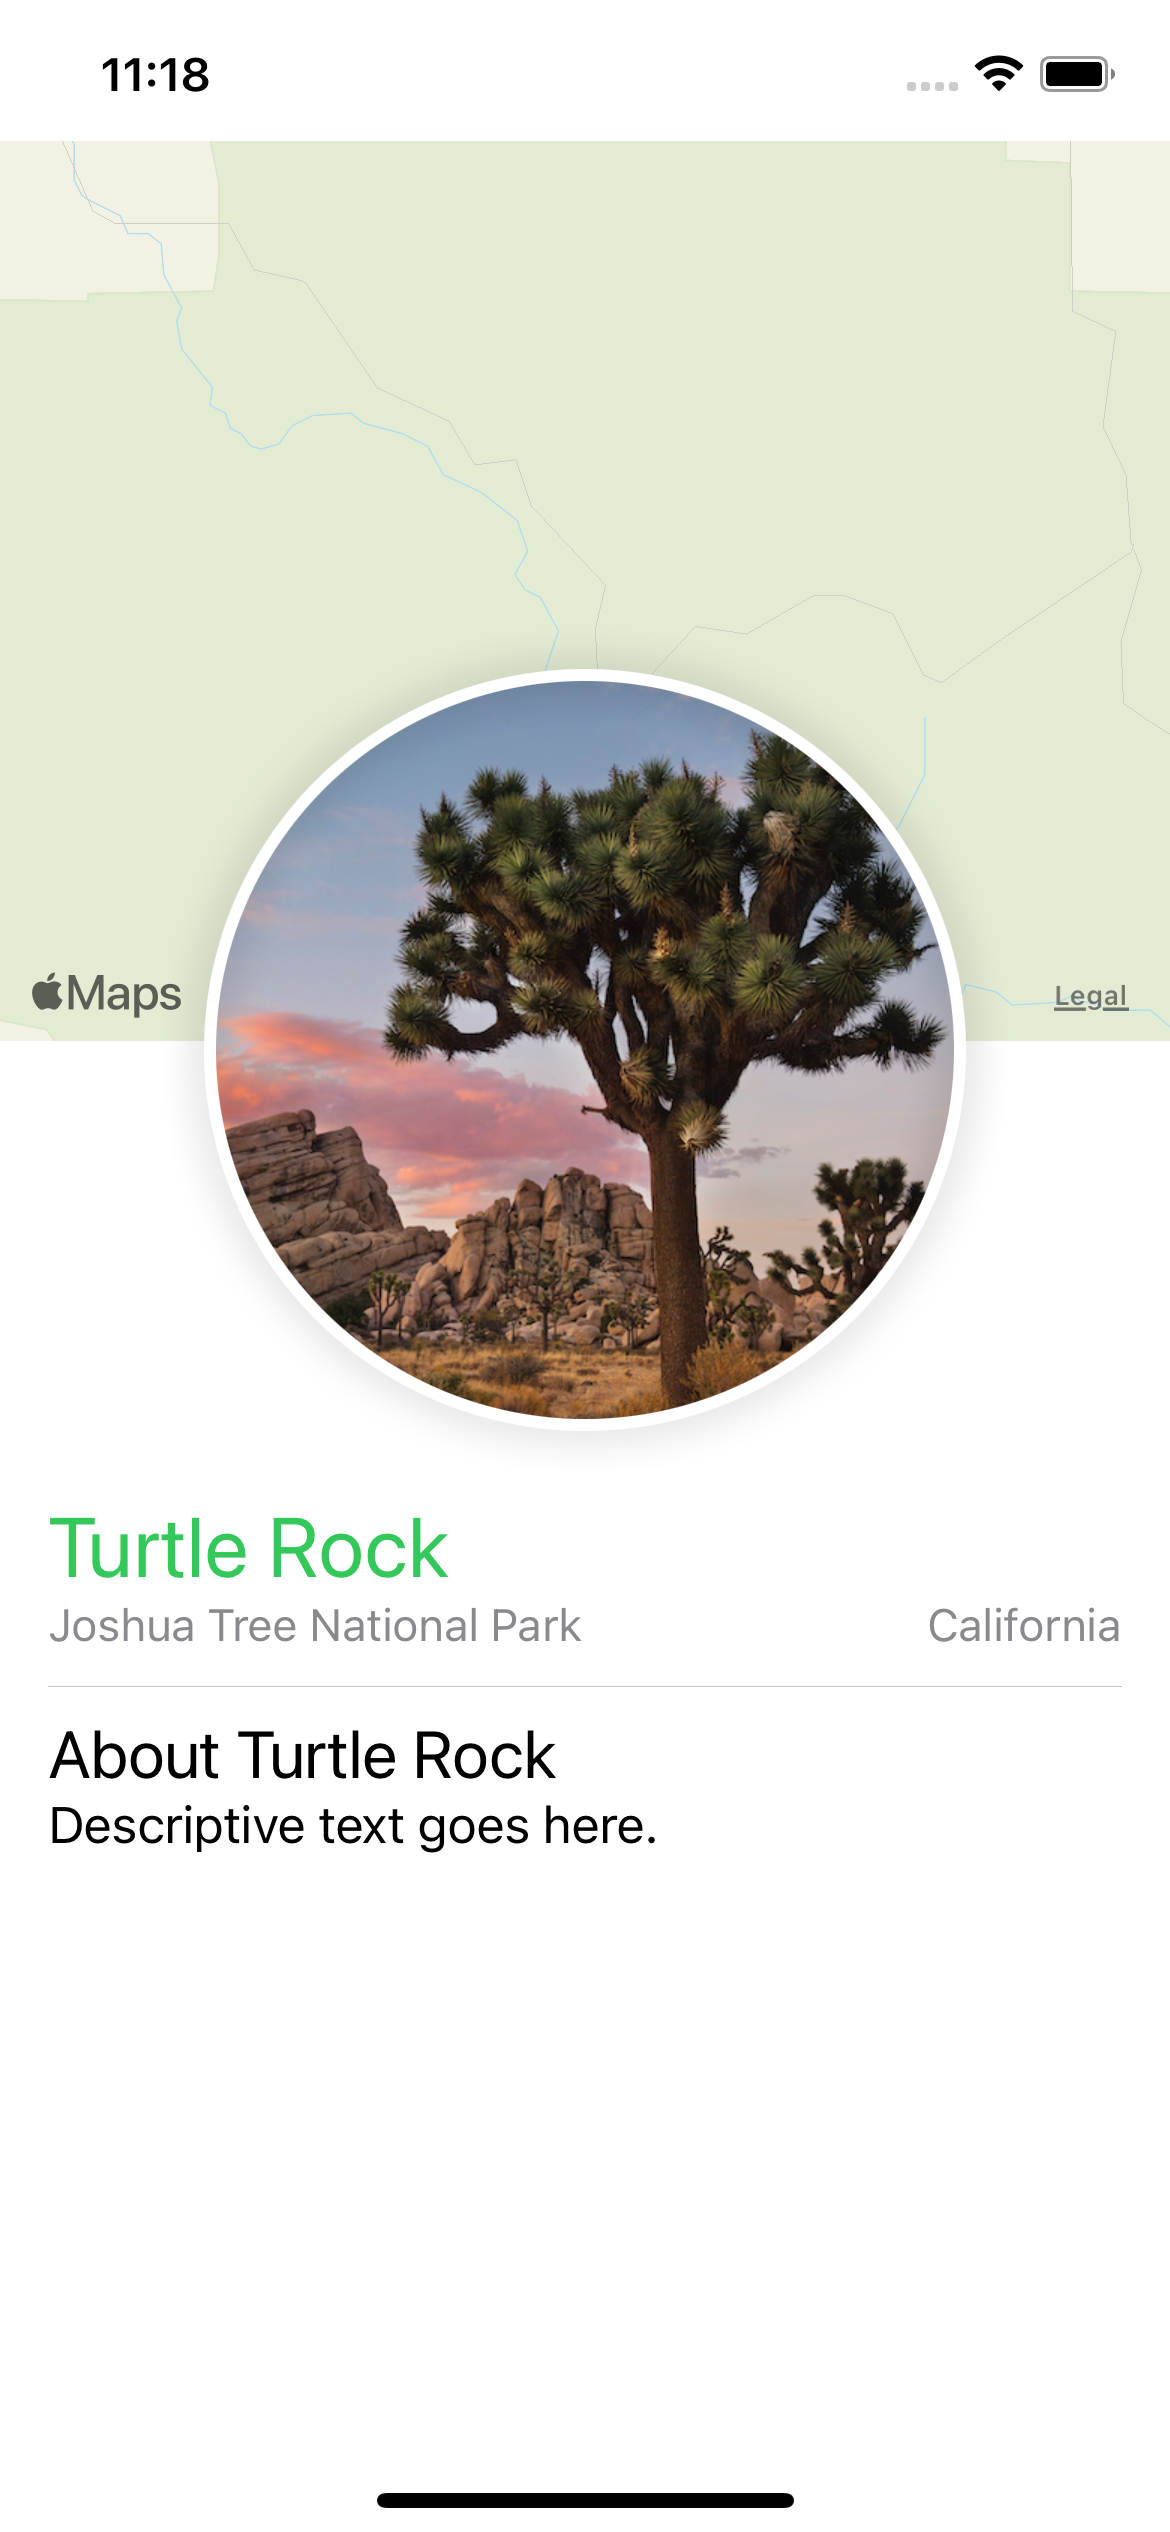 11:18
Maps
Legal
Turtle Rock
Joshua Tree National Park California
About Turtle Rock
Descriptive text goes here.